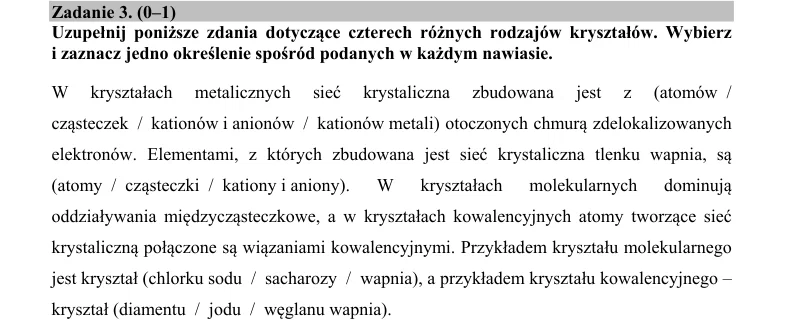 Zadanie 3. (0–1)
Uzupełnij poniższe zdania dotyczące czterech różnych rodzajów kryształów. Wybierz
i zaznacz jedno określenie spośród podanych w każdym nawiasie.
W kryształach metalicznych sieć krystaliczna zbudowana jest z (atomów /
cząsteczek / kationów i anionów / kationów metali) otoczonych chmurą zdelokalizowanych
elektronów. Elementami, z których zbudowana jest sieć krystaliczna tlenku wapnia, są
(atomy / cząsteczki / kationy i aniony). W kryształach molekularnych dominują
oddziaływania międzycząsteczkowe, a w kryształach kowalencyjnych atomy tworzące sieć
krystaliczną połączone są wiązaniami kowalencyjnymi. Przykładem kryształu molekularnego
jest kryształ (chlorku sodu / sacharozy / wapnia), a przykładem kryształu kowalencyjnego –
kryształ (diamentu / jodu / węglanu wapnia).